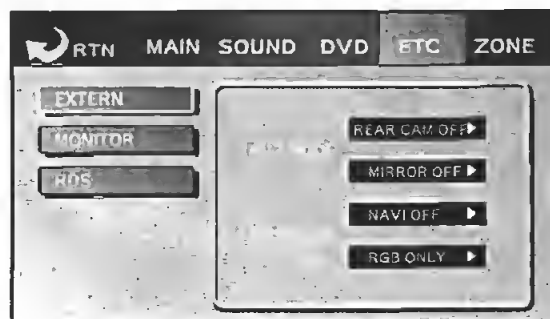 RTN MAIN SOUND DVD ETC ZONE
EXTERN
MONITOR
RDS
REAR CAM OFF
MIRROR OFF
NAVI OFF
RGB ONLY